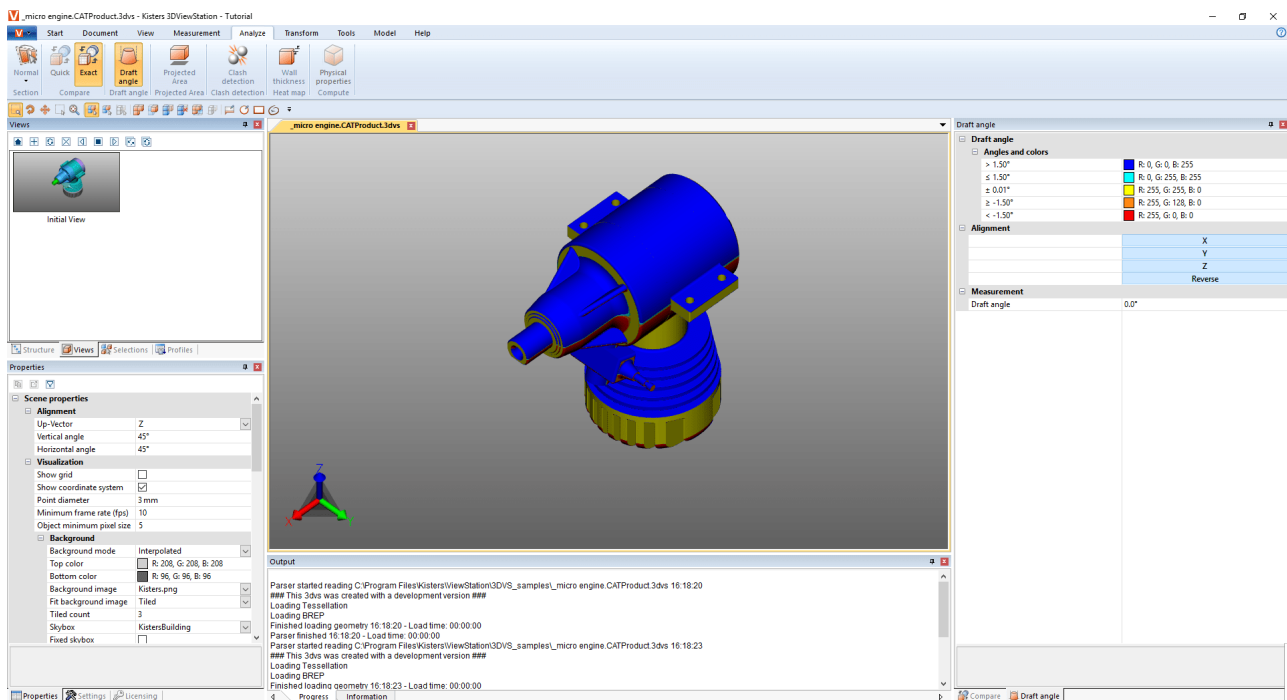 _micro engine.CATProduct.3dvs - Kisters 3DViewStation - Tutorial
Start Document View Measurement Analyze Transform Tools Model Help
Normal Quick Exact Draft angle Projected Area Clash detection Wall thickness Physical properties
Section Compare Draft angle Projected Area Clash detection Heat map Compute
Views
Initial View
Structure Views Selections Profiles
Properties
Scene properties
Alignment
Up-Vector Z
Vertical angle 45°
Horizontal angle 45°
Visualization
Show grid
Show coordinate system
Point diameter 3 mm
Minimum frame rate (fps) 10
Object minimum pixel size 5
Background
Background mode Interpolated
Top color R: 208, G: 208, B: 208
Bottom color R: 96, G: 96, B: 96
Background image Kisters.png
Fit background image Tiled
Tiled count 3
Skybox KistersBuilding
Fixed skybox
Properties Settings Licensing
_micro engine.CATProduct.3dvs
Z
X
Y
Output
Parser started reading C:\Program Files\Kisters\ViewStation\3DVS_samples\_micro engine.CATProduct.3dvs 16:18:20
### This 3dvs was created with a development version ###
Loading Tessellation
Loading BREP
Finished loading geometry 16:18:20 - Load time: 00:00:00
Parser finished 16:18:20 - Load time: 00:00:00
Parser started reading C:\Program Files\Kisters\ViewStation\3DVS_samples\_micro engine.CATProduct.3dvs 16:18:23
### This 3dvs was created with a development version ###
Loading Tessellation
Loading BREP
Finished loading geometry 16:18:23 - Load time: 00:00:00
Progress Information
Draft angle
Draft angle
Angles and colors
> 1.50° R: 0, G: 0, B: 255
≤ 1.50° R: 0, G: 255, B: 255
± 0.01° R: 255, G: 255, B: 0
≥ -1.50° R: 255, G: 128, B: 0
< -1.50° R: 255, G: 0, B: 0
Alignment
X
Y
Z
Reverse
Measurement
Draft angle 0.0°
Compare Draft angle